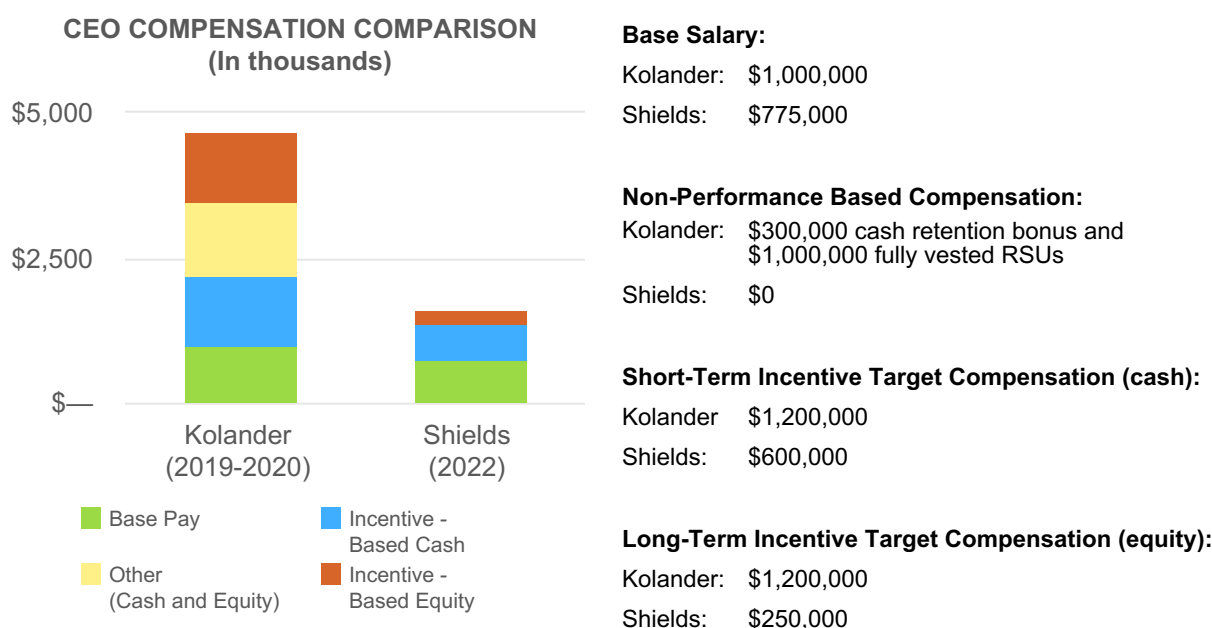 CEO COMPENSATION COMPARISON
(In thousands)
$5,000
$2,500
$—
Kolander
(2019-2020)
Shields
(2022)
Base Pay
Incentive -
Based Cash
Other
(Cash and Equity)
Incentive -
Based Equity
Base Salary:
Kolander: $1,000,000
Shields: $775,000
Non-Performance Based Compensation:
Kolander: $300,000 cash retention bonus and
$1,000,000 fully vested RSUs
Shields: $0
Short-Term Incentive Target Compensation (cash):
Kolander $1,200,000
Shields: $600,000
Long-Term Incentive Target Compensation (equity):
Kolander: $1,200,000
Shields: $250,000